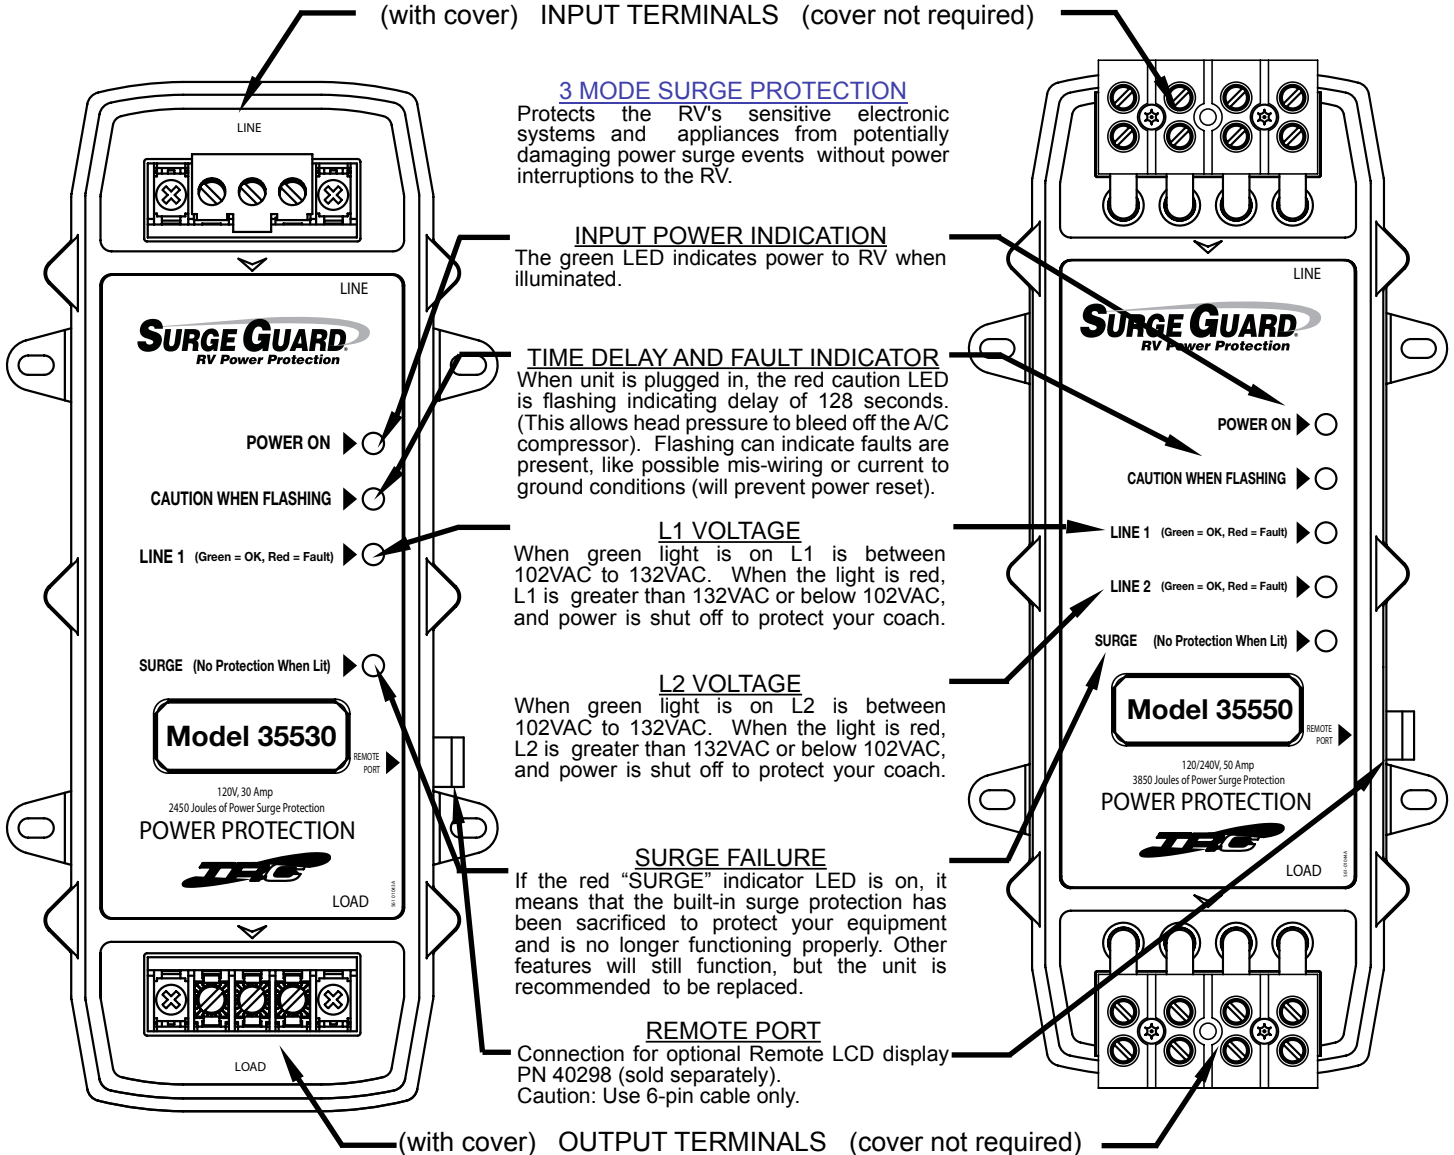 (with cover) INPUT TERMINALS (cover not required)
3 MODE SURGE PROTECTION
Protects the RV's sensitive electronic
systems and appliances from potentially
damaging power surge events without power
interruptions to the RV.
INPUT POWER INDICATION
The green LED indicates power to RV when
illuminated.
TIME DELAY AND FAULT INDICATOR
When unit is plugged in, the red caution LED
is flashing indicating delay of 128 seconds.
(This allows head pressure to bleed off the A/C
compressor). Flashing can indicate faults are
present, like possible mis-wiring or current to
ground conditions (will prevent power reset).
L1 VOLTAGE
When green light is on L1 is between
102VAC to 132VAC. When the light is red,
L1 is greater than 132VAC or below 102VAC,
and power is shut off to protect your coach.
L2 VOLTAGE
When green light is on L2 is between
102VAC to 132VAC. When the light is red,
L2 is greater than 132VAC or below 102VAC,
and power is shut off to protect your coach.
SURGE FAILURE
If the red “SURGE” indicator LED is on, it
means that the built-in surge protection has
been sacrificed to protect your equipment
and is no longer functioning properly. Other
features will still function, but the unit is
recommended to be replaced.
REMOTE PORT
Connection for optional Remote LCD display
PN 40298 (sold separately).
Caution: Use 6-pin cable only.
(with cover) OUTPUT TERMINALS (cover not required)
LINE
LINE
SURGE GUARD
RV Power Protection
POWER ON
CAUTION WHEN FLASHING
LINE 1 (Green = OK, Red = Fault)
SURGE (No Protection When Lit)
Model 35530
REMOTE
PORT
120V, 30 Amp
2450 Joules of Power Surge Protection
POWER PROTECTION
TRC
LOAD
LOAD
LINE
SURGE GUARD
RV Power Protection
POWER ON
CAUTION WHEN FLASHING
LINE 1 (Green = OK, Red = Fault)
LINE 2 (Green = OK, Red = Fault)
SURGE (No Protection When Lit)
Model 35550
REMOTE
PORT
120/240V, 50 Amp
3850 Joules of Power Surge Protection
POWER PROTECTION
TRC
LOAD